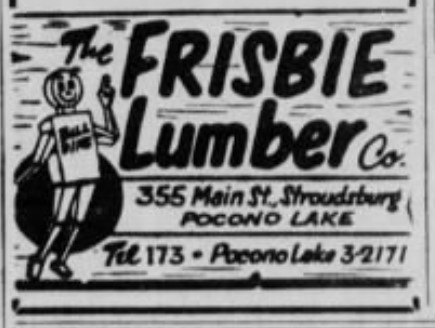 The FRISBIE
Lumber Co.
355 Main St., Stroudsburg
POCONO LAKE
Tel 173 • Pocono Lake 3-2171